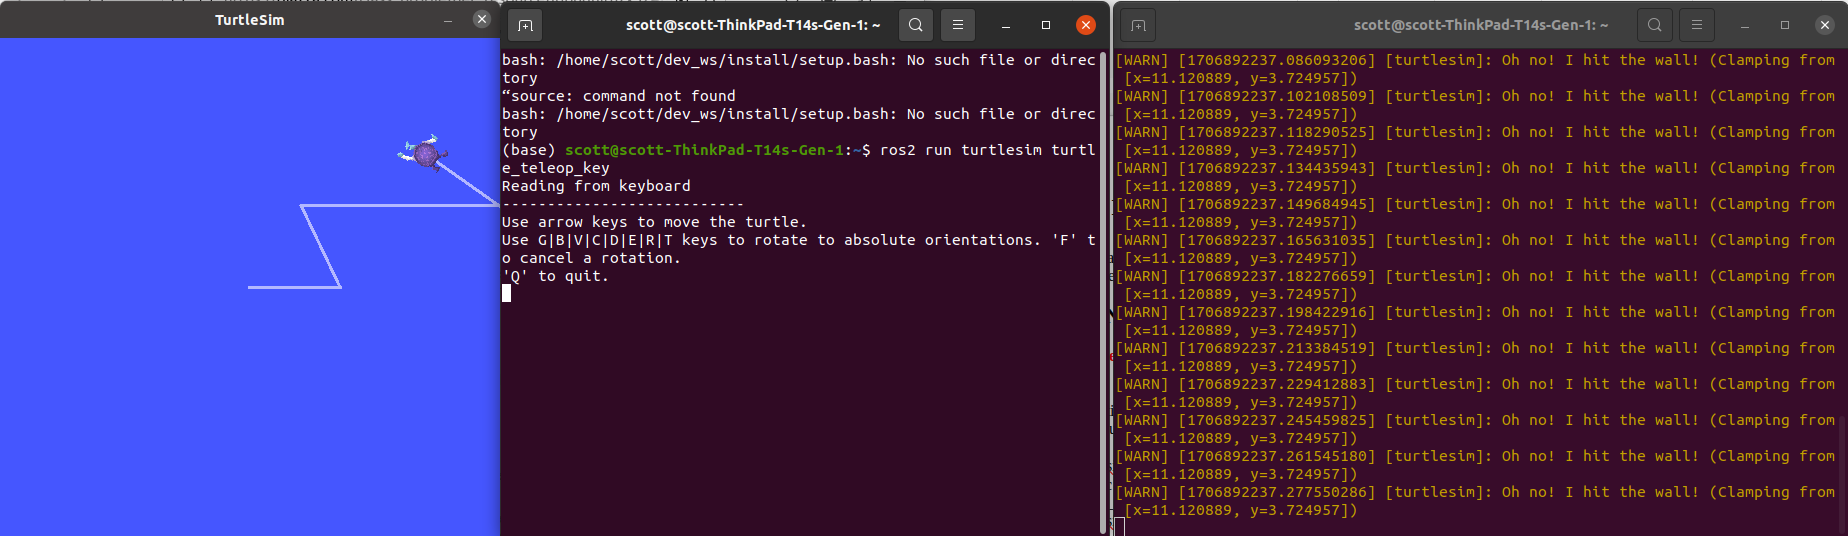 TurtleSim
scott@scott-ThinkPad-T14s-Gen-1: ~
bash: /home/scott/dev_ws/install/setup.bash: No such file or direc
tory
“source: command not found
bash: /home/scott/dev_ws/install/setup.bash: No such file or direc
tory
(base) scott@scott-ThinkPad-T14s-Gen-1:~$ ros2 run turtlesim turtl
e_teleop_key
Reading from keyboard
---------------------------
Use arrow keys to move the turtle.
Use G|B|V|C|D|E|R|T keys to rotate to absolute orientations. 'F' t
o cancel a rotation.
'Q' to quit.
scott@scott-ThinkPad-T14s-Gen-1: ~
[WARN] [1706892237.086093206] [turtlesim]: Oh no! I hit the wall! (Clamping from
[x=11.120889, y=3.724957])
[WARN] [1706892237.102108509] [turtlesim]: Oh no! I hit the wall! (Clamping from
[x=11.120889, y=3.724957])
[WARN] [1706892237.118290525] [turtlesim]: Oh no! I hit the wall! (Clamping from
[x=11.120889, y=3.724957])
[WARN] [1706892237.134435943] [turtlesim]: Oh no! I hit the wall! (Clamping from
[x=11.120889, y=3.724957])
[WARN] [1706892237.149684945] [turtlesim]: Oh no! I hit the wall! (Clamping from
[x=11.120889, y=3.724957])
[WARN] [1706892237.165631035] [turtlesim]: Oh no! I hit the wall! (Clamping from
[x=11.120889, y=3.724957])
[WARN] [1706892237.182276659] [turtlesim]: Oh no! I hit the wall! (Clamping from
[x=11.120889, y=3.724957])
[WARN] [1706892237.198422916] [turtlesim]: Oh no! I hit the wall! (Clamping from
[x=11.120889, y=3.724957])
[WARN] [1706892237.213384519] [turtlesim]: Oh no! I hit the wall! (Clamping from
[x=11.120889, y=3.724957])
[WARN] [1706892237.229412883] [turtlesim]: Oh no! I hit the wall! (Clamping from
[x=11.120889, y=3.724957])
[WARN] [1706892237.245459825] [turtlesim]: Oh no! I hit the wall! (Clamping from
[x=11.120889, y=3.724957])
[WARN] [1706892237.261545180] [turtlesim]: Oh no! I hit the wall! (Clamping from
[x=11.120889, y=3.724957])
[WARN] [1706892237.277550286] [turtlesim]: Oh no! I hit the wall! (Clamping from
[x=11.120889, y=3.724957])